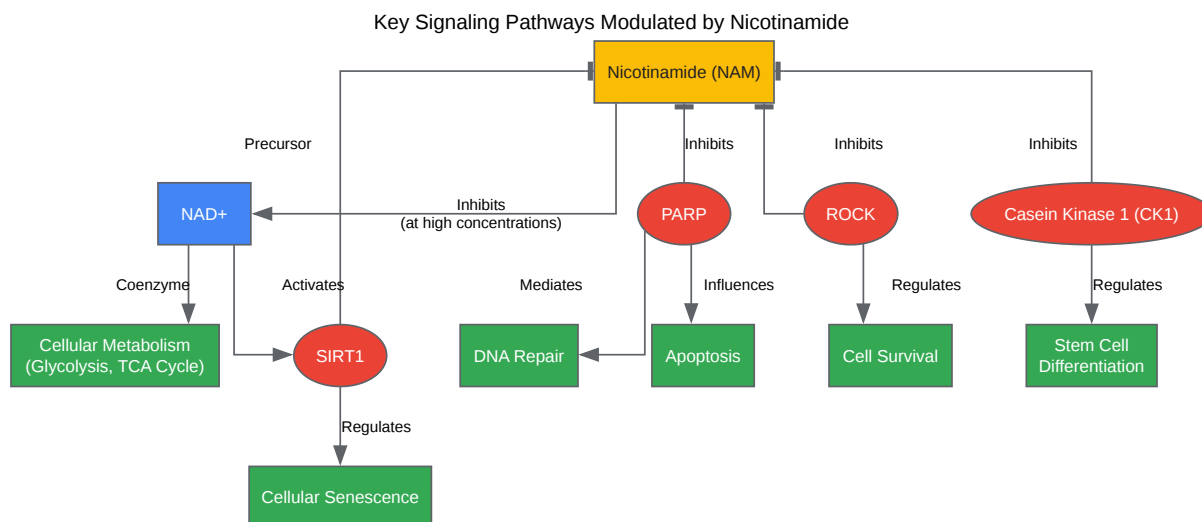 Key Signaling Pathways Modulated by Nicotinamide
Nicotinamide (NAM)
Precursor
Inhibits
Inhibits
Inhibits
NAD+
Inhibits
(at high concentrations)
PARP
ROCK
Casein Kinase 1 (CK1)
Coenzyme
Activates
Mediates
Influences
Regulates
Regulates
Cellular Metabolism
(Glycolysis, TCA Cycle)
SIRT1
DNA Repair
Apoptosis
Cell Survival
Stem Cell
Differentiation
Regulates
Cellular Senescence